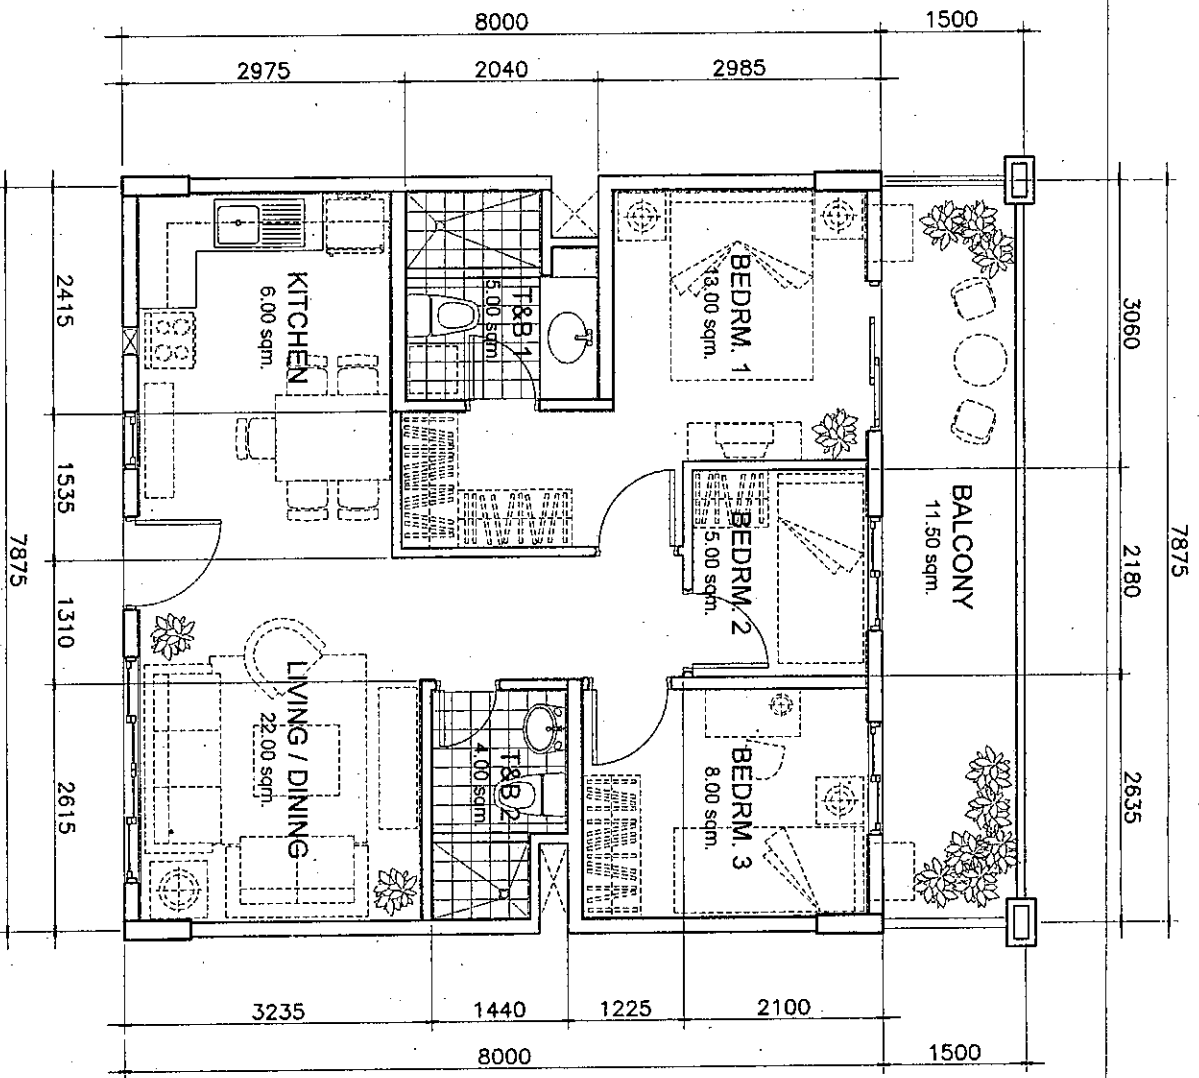 8000
1500
2975
2040
2985
KITCHEN
6.00 sqm.
T&B 1
5.00 sqm.
BEDRM. 1
13.00 sqm.
2415
1535
1310
2615
7875
3060
2180
2635
7875
BALCONY
11.50 sqm.
BEDRM. 2
5.00 sqm.
LIVING / DINING
22.00 sqm.
T&B 2
4.00 sqm.
BEDRM. 3
8.00 sqm.
3235
1440
1225
2100
8000
1500